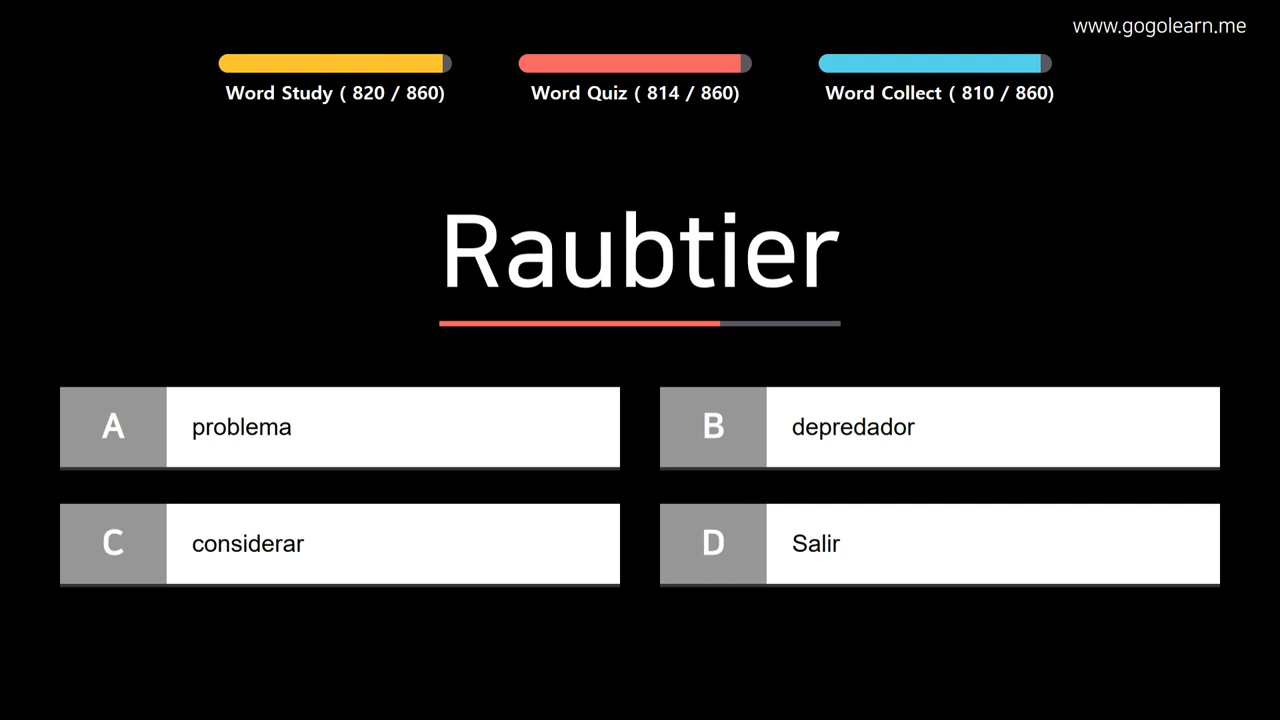 www.gogolearn.me
Word Study ( 820 / 860)
Word Quiz ( 814 / 860)
Word Collect ( 810 / 860)
Raubtier
A problema
B depredador
C considerar
D Salir